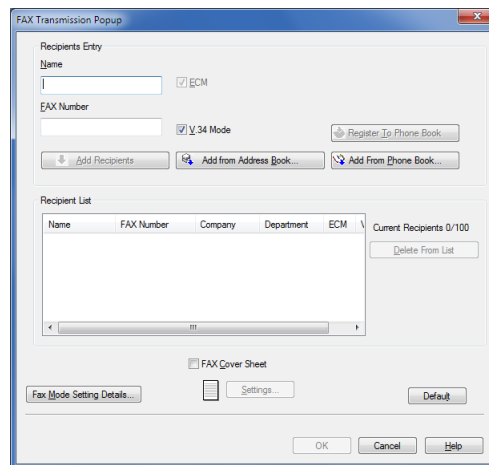 FAX Transmission Popup
Recipients Entry
Name
ECM
FAX Number
V.34 Mode
Register To Phone Book
Add Recipients
Add from Address Book...
Add From Phone Book...
Recipient List
Name FAX Number Company Department ECM V
Current Recipients 0/100
Delete From List
FAX Cover Sheet
Fax Mode Setting Details...
Settings...
Default
OK Cancel Help